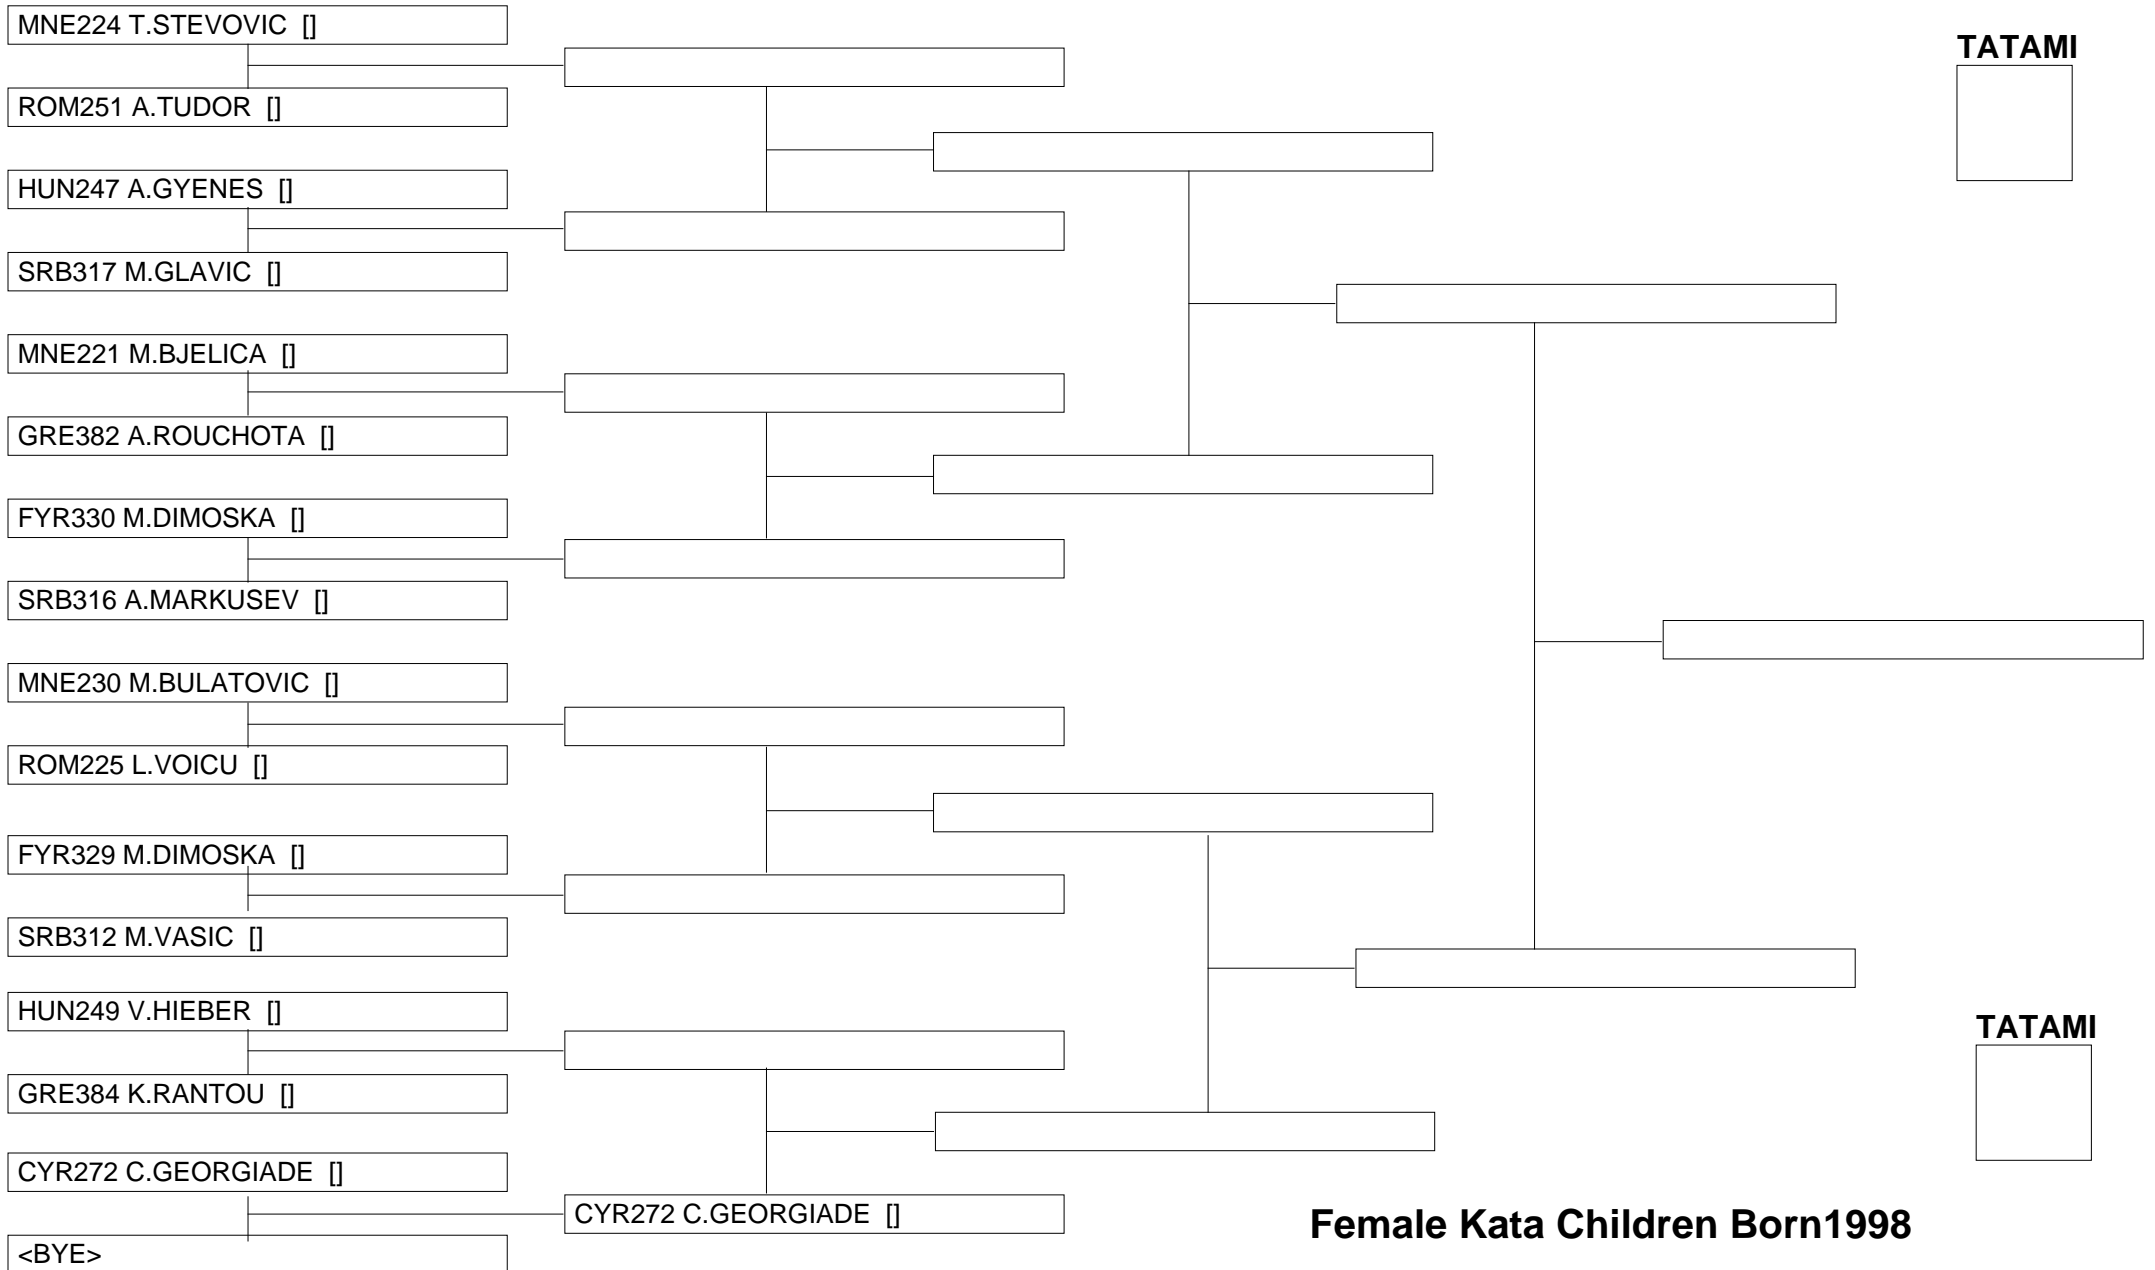 MNE224 T.STEVOVIC []
TATAMI
ROM251 A.TUDOR []
HUN247 A.GYENES []
SRB317 M.GLAVIC []
MNE221 M.BJELICA []
GRE382 A.ROUCHOTA []
FYR330 M.DIMOSKA []
SRB316 A.MARKUSEV []
MNE230 M.BULATOVIC []
ROM225 L.VOICU []
FYR329 M.DIMOSKA []
SRB312 M.VASIC []
HUN249 V.HIEBER []
TATAMI
GRE384 K.RANTOU []
CYR272 C.GEORGIADE []
CYR272 C.GEORGIADE []
Female Kata Children Born1998
<BYE>